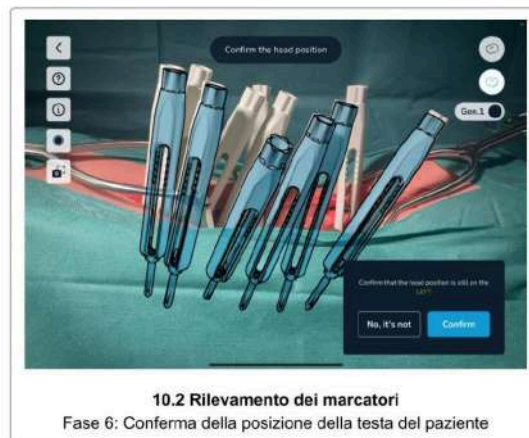 Confirm the head position
Gen.1
Confirm that the head position is still on the
LEFT
No, it's not
Confirm
10.2 Rilevamento dei marcatori
Fase 6: Conferma della posizione della testa del paziente